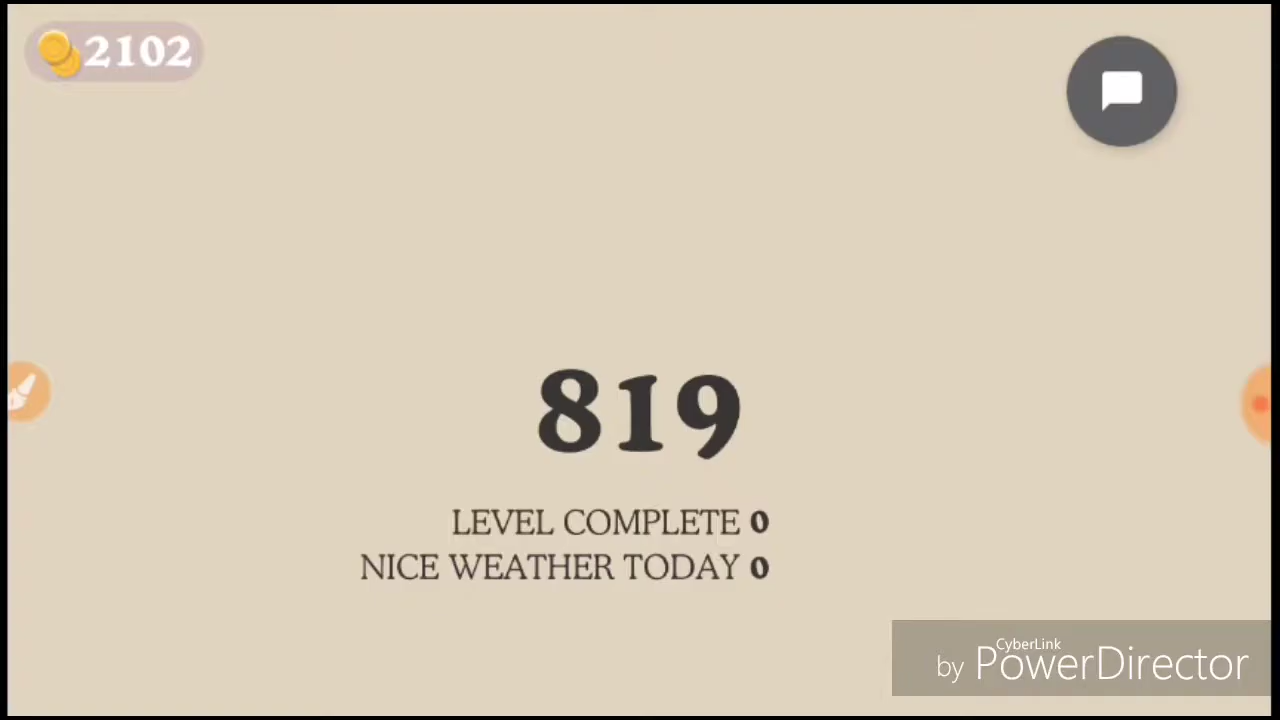 2102
819
LEVEL COMPLETE 0
NICE WEATHER TODAY 0
CyberLink
by PowerDirector